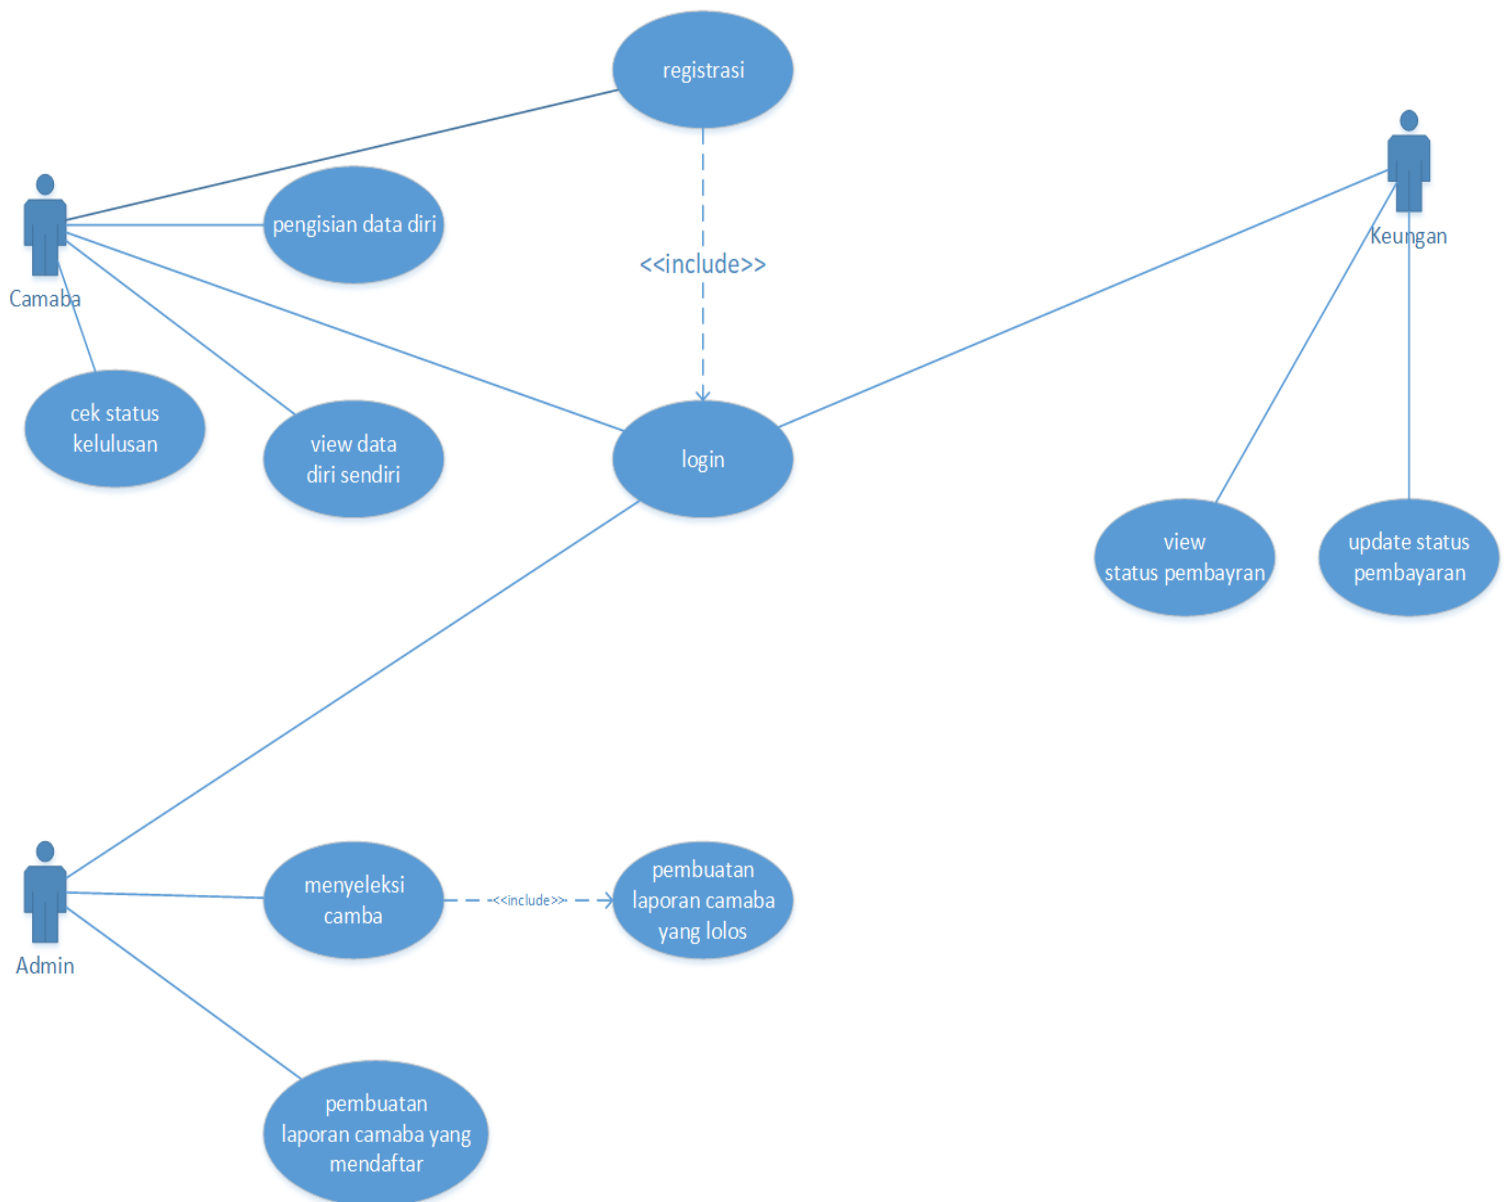 registrasi
pengisian data diri
Keungan
<<include>>
Camaba
cek status
kelulusan
view data
diri sendiri
login
view
status pembayran
update status
pembayaran
menyeleksi
camba
<<include>>
pembuatan
laporan camaba
yang lolos
Admin
pembuatan
laporan camaba yang
mendaftar